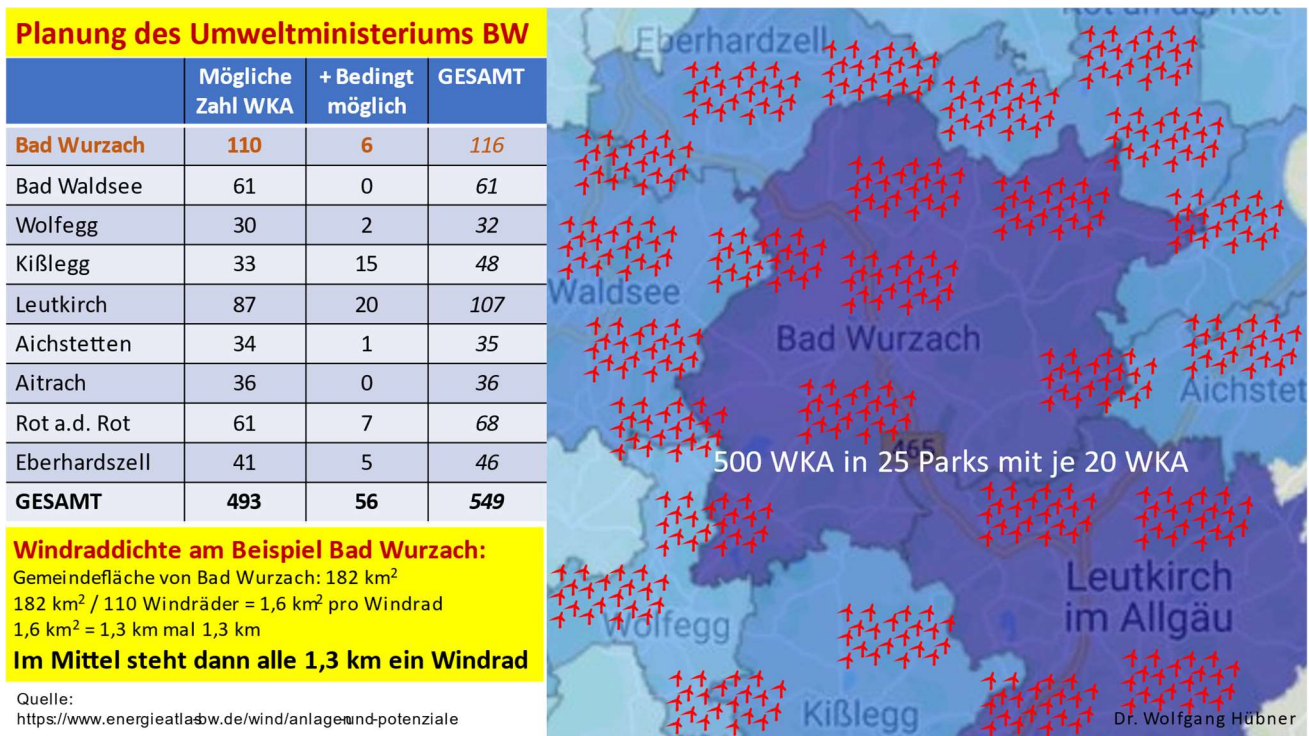 Planung des Umweltministeriums BW
Mögliche Zahl WKA + Bedingt möglich GESAMT
Bad Wurzach 110 6 116
Bad Waldsee 61 0 61
Wolfegg 30 2 32
Kißlegg 33 15 48
Leutkirch 87 20 107
Aichstetten 34 1 35
Aitrach 36 0 36
Rot a.d. Rot 61 7 68
Eberhardszell 41 5 46
GESAMT 493 56 549
Windraddichte am Beispiel Bad Wurzach:
Gemeindefläche von Bad Wurzach: 182 km²
182 km² / 110 Windräder = 1,6 km² pro Windrad
1,6 km² = 1,3 km mal 1,3 km
Im Mittel steht dann alle 1,3 km ein Windrad
Quelle:
https://www.energieatlas-bw.de/wind/anlagen-und-potenziale
Rot an der Rot
Eberhardzell
Waldsee
Bad Wurzach
Aichstet
465
500 WKA in 25 Parks mit je 20 WKA
Leutkirch
im Allgäu
Wolfegg
Kißlegg
Dr. Wolfgang Hübner